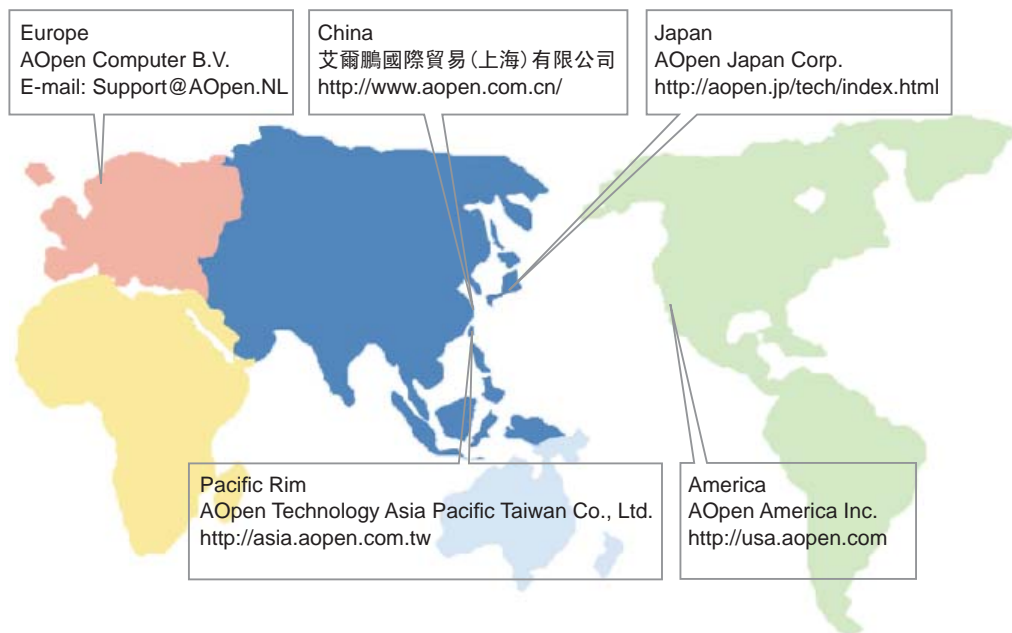 Europe
AOpen Computer B.V.
E-mail: Support@AOpen.NL
China
艾爾鵬國際貿易(上海)有限公司
http://www.aopen.com.cn/
Japan
AOpen Japan Corp.
http://aopen.jp/tech/index.html
Pacific Rim
AOpen Technology Asia Pacific Taiwan Co., Ltd.
http://asia.aopen.com.tw
America
AOpen America Inc.
http://usa.aopen.com